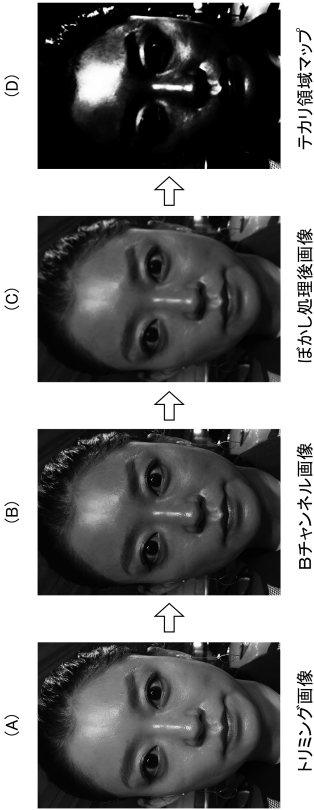 (A)
トリミング画像
(B)
Bチャンネル画像
(C)
ぼかし処理後画像
(D)
テカリ領域マップ